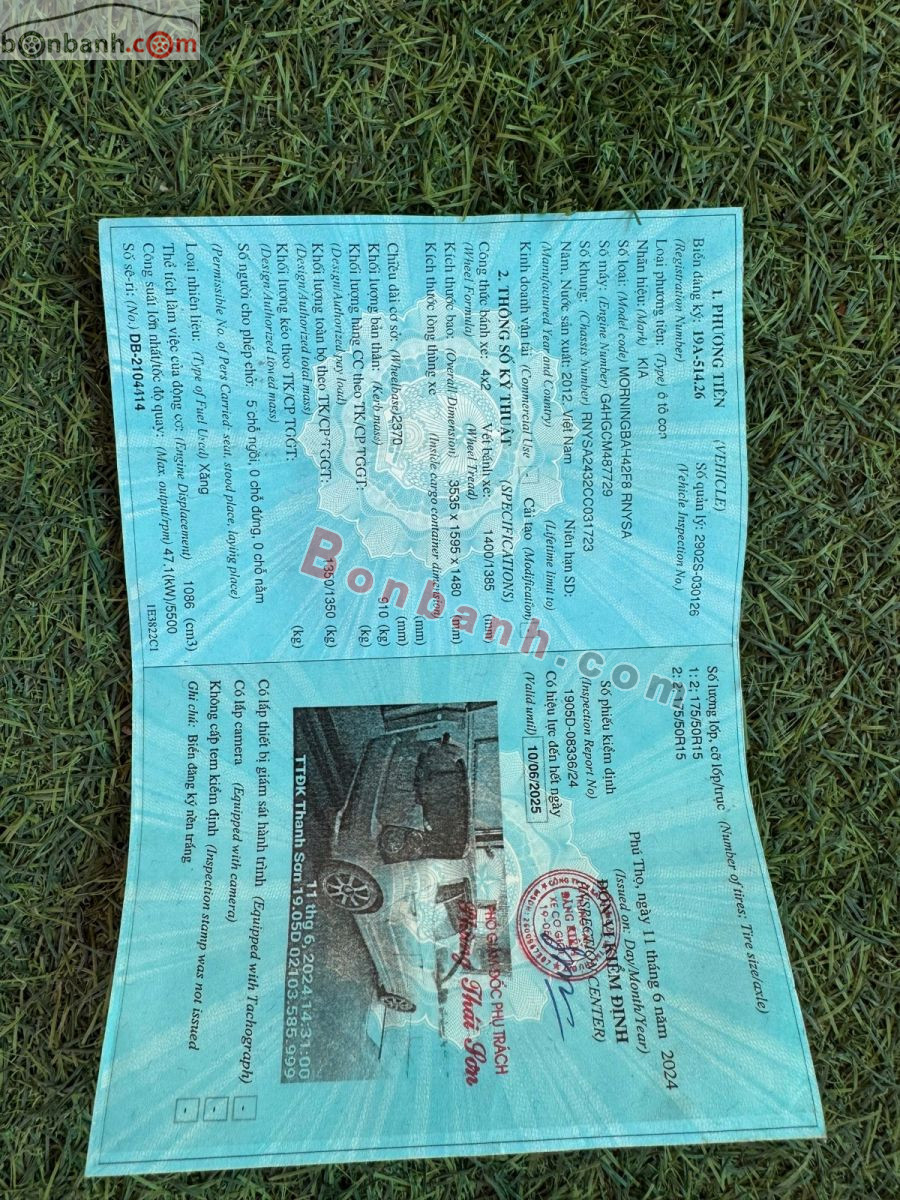 bonbanh.com
1. PHƯƠNG TIỆN (VEHICLE)
Biển đăng ký: 19A-514.26 Số quản lý: 2902S-030126
(Registration Number) (Vehicle Inspection No.)
Loại phương tiện: (Type) ô tô con
Nhãn hiệu: (Mark) KIA
Số loại: (Model code) MORNINGBAH42F8 RNYSA
Số máy: (Engine Number) G4HGCM487729
Số khung: (Chassis Number) RNYSA2432CC031723
Năm, Nước sản xuất: 2012, Việt Nam Niên hạn SD:
(Manufactured Year and Country) (Lifetime limit to)
Kinh doanh vận tải (Commercial Use) Cải tạo (Modification)
2. THÔNG SỐ KỸ THUẬT (SPECIFICATIONS)
Công thức bánh xe: 4x2 Vết bánh xe: 1400/1385 (mm)
(Wheel Formula) (Wheel Tread)
Kích thước bao: (Overall Dimension) 3535 x 1595 x 1480 (mm)
Kích thước lòng thùng xe (Inside cargo container dimension) (mm)
Chiều dài cơ sở: (Wheelbase) 2370 (mm)
Khối lượng bản thân: (Kerb mass) 910 (kg)
Khối lượng hàng CC theo TK/CP TGGT: (kg)
(Design/Authorized pay load)
Khối lượng toàn bộ theo TK/CP TGGT: 1350/1350 (kg)
(Design/Authorized total mass)
Khối lượng kéo theo TK/CP TGGT: (kg)
(Design/Authorized towed mass)
Số người cho phép chở: 5 chỗ ngồi, 0 chỗ đứng, 0 chỗ nằm
(Permissible No. of Pers Carried: seat, stood place, laying place)
Loại nhiên liệu: (Type of Fuel Used) Xăng
Thể tích làm việc của động cơ: (Engine Displacement) 1086 (cm3)
Công suất lớn nhất/tốc độ quay: (Max. output/rpm) 47.1(kW)/5500
Số sê-ri: (No.) DB-2104414 1E3822C1
Số lượng lốp, cỡ lốp/trục (Number of tires; Tire size/axle)
1: 2; 175/50R15
2: 2; 175/50R15
Số phiếu kiểm định
(Inspection Report No)
1905D-08336/24
Có hiệu lực đến hết ngày
(Valid until) 10/06/2025
Phú Thọ, ngày 11 tháng 6 năm 2024
(Issued on: Day/Month/Year)
ĐƠN VỊ KIỂM ĐỊNH
(INSPECTION CENTER)
PHÓ GIÁM ĐỐC PHỤ TRÁCH
Thái Sơn
11 thg 6, 2024 14:31:00
TTĐK Thanh Sơn 19.05D 02103.585.999
Có lắp thiết bị giám sát hành trình (Equipped with Tachograph) -
Có lắp camera (Equipped with camera) -
Không cấp tem kiểm định (Inspection stamp was not issued -
Ghi chú: Biển đăng ký nền trắng
Bonbanh.com